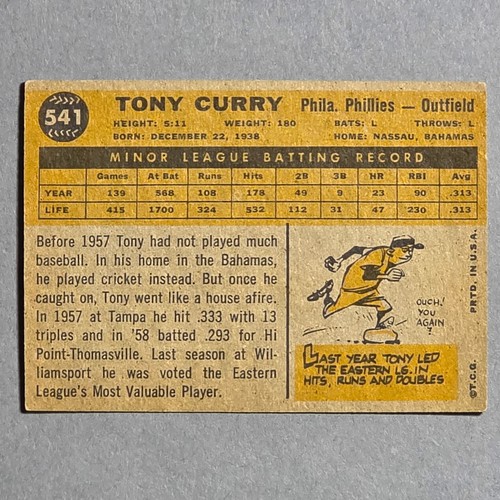 541
TONY CURRY Phila. Phillies — Outfield
HEIGHT: 5:11 WEIGHT: 180 BATS: L THROWS: L
BORN: DECEMBER 22, 1938 HOME: NASSAU, BAHAMAS
MINOR LEAGUE BATTING RECORD
Games At Bat Runs Hits 2B 3B HR RBI Avg.
YEAR 139 568 108 178 49 9 23 90 .313
LIFE 415 1700 324 532 112 31 47 230 .313
Before 1957 Tony had not played much
baseball. In his home in the Bahamas,
he played cricket instead. But once he
caught on, Tony went like a house afire.
In 1957 at Tampa he hit .333 with 13
triples and in '58 batted .293 for Hi
Point-Thomasville. Last season at Wil-
liamsport he was voted the Eastern
League's Most Valuable Player.
OUCH!
YOU
AGAIN?
LAST YEAR TONY LED
THE EASTERN LG. IN
HITS, RUNS AND DOUBLES
©T.C.G. PRTD. IN U.S.A.